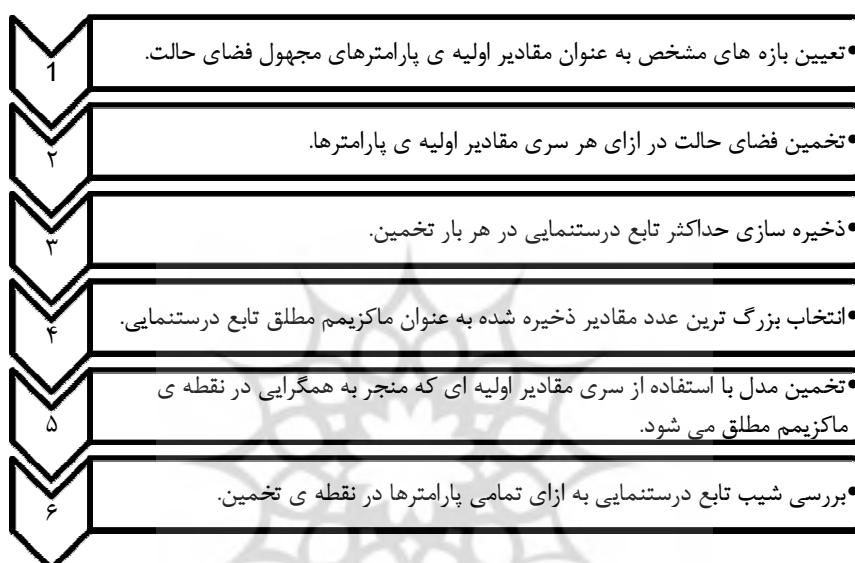 1
•تعیین بازه های مشخص به عنوان مقادیر اولیه ی پارامترهای مجهول فضای حالت.
۲
•تخمین فضای حالت در ازای هر سری مقادیر اولیه ی پارامترها.
۳
•ذخیره سازی حداکثر تابع درستنمایی در هر بار تخمین.
۴
•انتخاب بزرگ ترین عدد مقادیر ذخیره شده به عنوان ماکزیمم مطلق تابع درستنمایی.
۵
•تخمین مدل با استفاده از سری مقادیر اولیه ای که منجر به همگرایی در نقطه ی
ماکزیمم مطلق می شود.
۶
•بررسی شیب تابع درستنمایی به ازای تمامی پارامترها در نقطه ی تخمین.